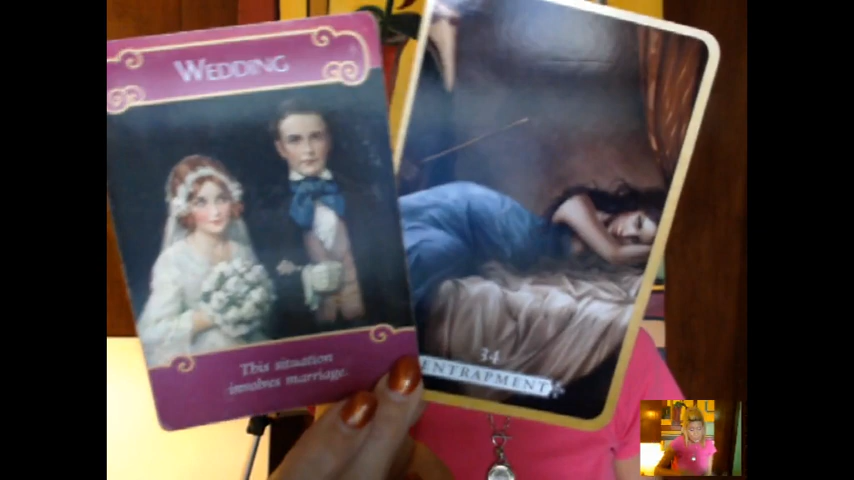 WEDDING
This situation
involves marriage.
34
ENTRAPMENT